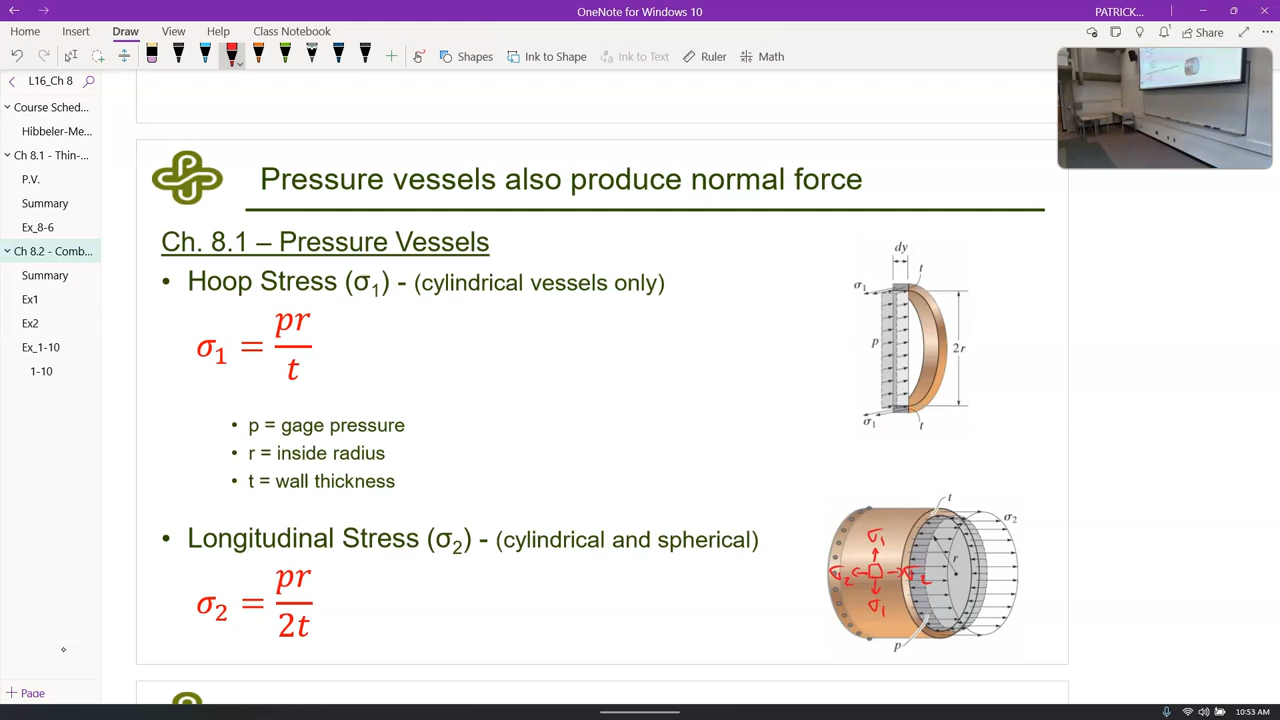 OneNote for Windows 10
PATRICK...
Home Insert Draw View Help Class Notebook
Share
Shapes Ink to Shape Ink to Text Ruler Math
L16_Ch 8
Course Sched...
Hibbeler-Me...
Ch 8.1 - Thin-...
P.V.
Summary
Ex_8-6
Ch 8.2 - Comb...
Summary
Ex1
Ex2
Ex_1-10
1-10
+ Page
Pressure vessels also produce normal force
Ch. 8.1 – Pressure Vessels
• Hoop Stress (σ₁) - (cylindrical vessels only)
σ₁ = pr/t
• p = gage pressure
• r = inside radius
• t = wall thickness
• Longitudinal Stress (σ₂) - (cylindrical and spherical)
σ₂ = pr/2t
dy
t
σ₁
p
2r
σ₁
t
t
σ₂
σ₁
r
σ₂ σ₂
σ₁
p
10:53 AM